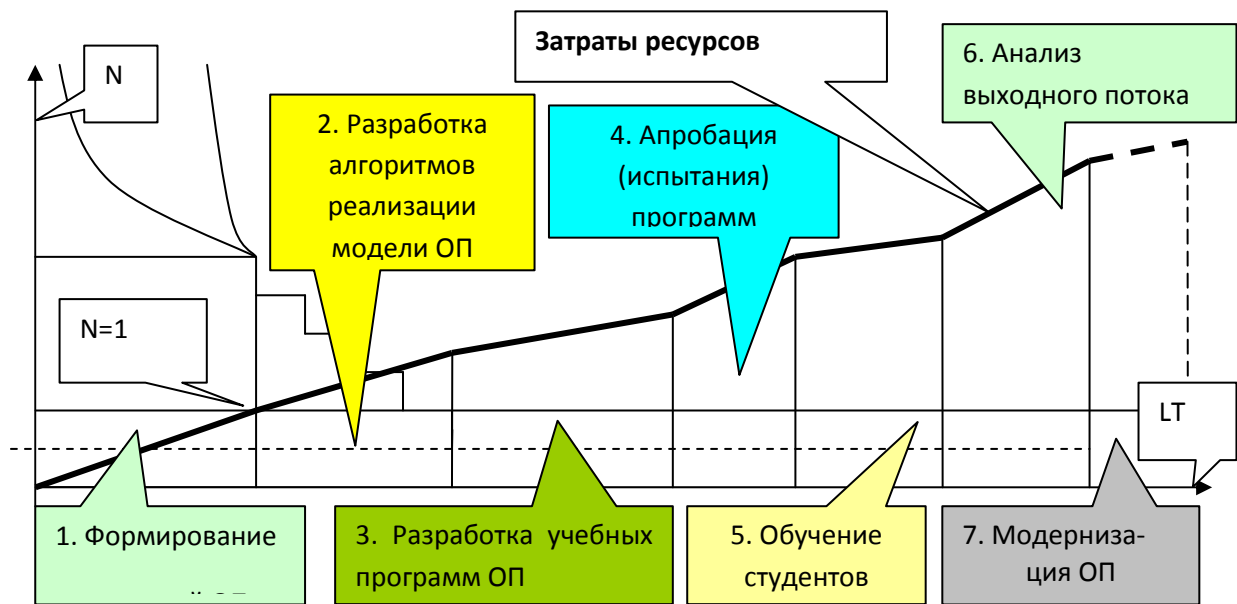 Затраты ресурсов
6. Анализ
выходного потока
N
2. Разработка
алгоритмов
реализации
модели ОП
4. Апробация
(испытания)
программ
N=1
LT
1. Формирование
3. Разработка учебных
программ ОП
5. Обучение
студентов
7. Модерниза-
ция ОП